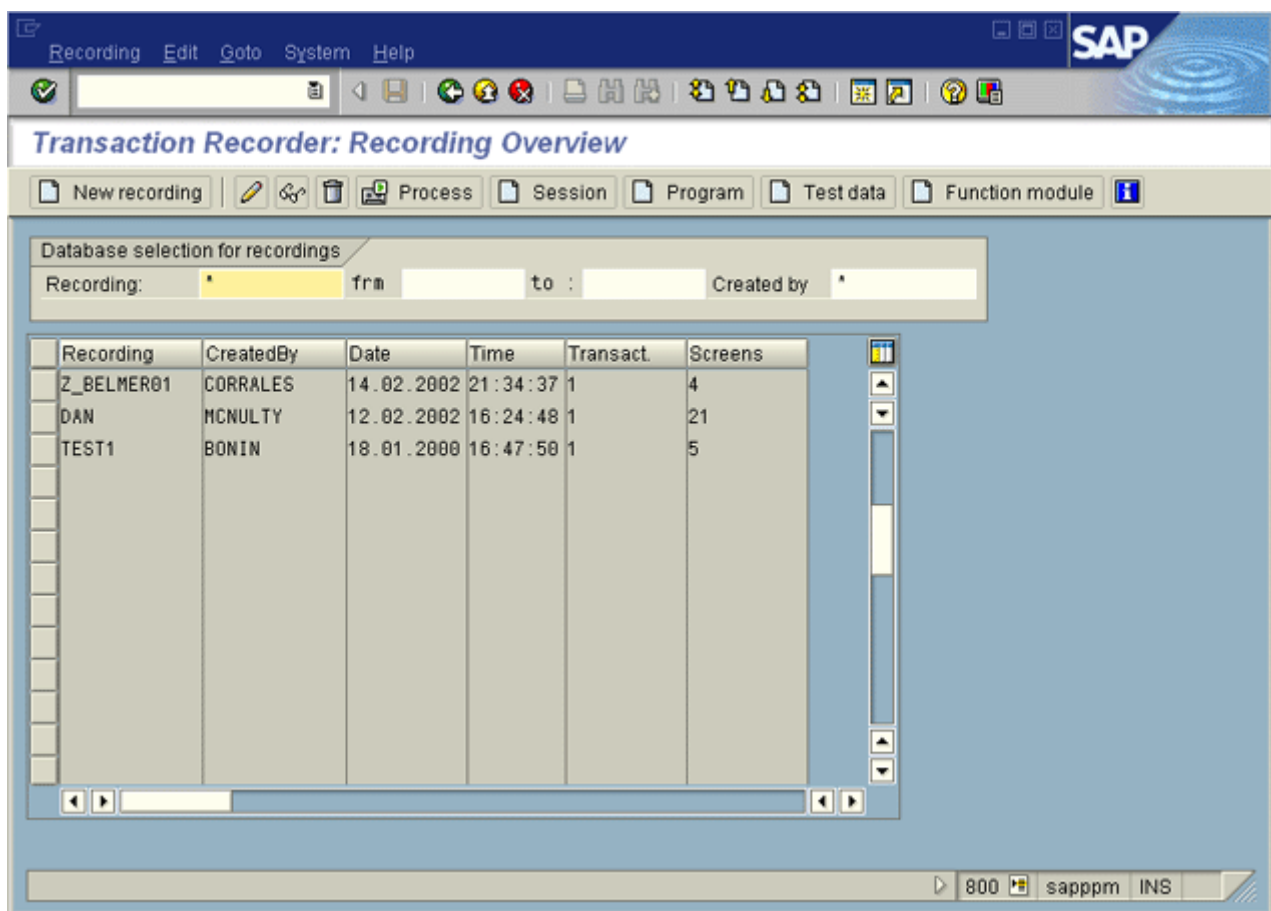 Recording Edit Goto System Help
SAP
Transaction Recorder: Recording Overview
New recording Process Session Program Test data Function module
Database selection for recordings
Recording: * frm to : Created by *
Recording CreatedBy Date Time Transact. Screens
Z_BELMER01 CORRALES 14.02.2002 21:34:37 1 4
DAN MCNULTY 12.02.2002 16:24:48 1 21
TEST1 BONIN 18.01.2000 16:47:50 1 5
800 sapppm INS